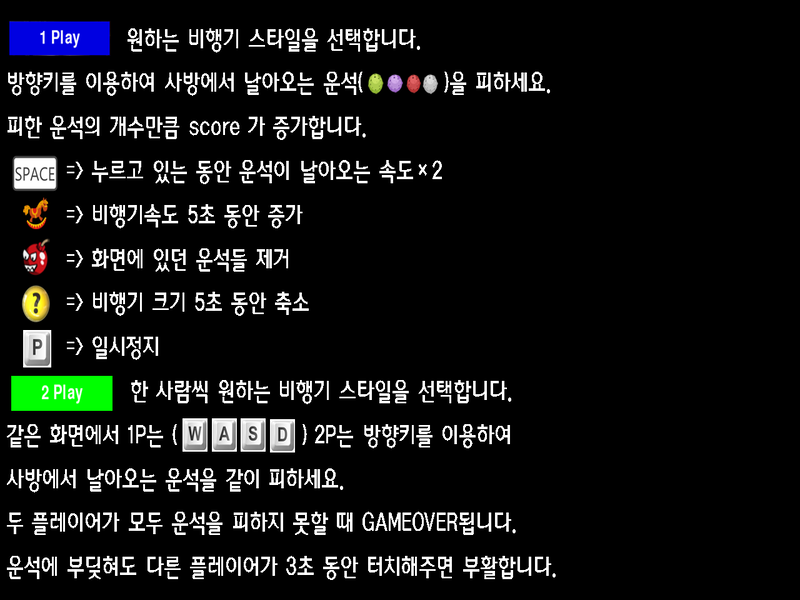 1 Play 원하는 비행기 스타일을 선택합니다.
방향키를 이용하여 사방에서 날아오는 운석( )을 피하세요.
피한 운석의 개수만큼 score 가 증가합니다.
SPACE => 누르고 있는 동안 운석이 날아오는 속도×2
=> 비행기속도 5초 동안 증가
=> 화면에 있던 운석들 제거
? => 비행기 크기 5초 동안 축소
P => 일시정지
2 Play 한 사람씩 원하는 비행기 스타일을 선택합니다.
같은 화면에서 1P는 ( W A S D ) 2P는 방향키를 이용하여
사방에서 날아오는 운석을 같이 피하세요.
두 플레이어가 모두 운석을 피하지 못할 때 GAMEOVER됩니다.
운석에 부딪혀도 다른 플레이어가 3초 동안 터치해주면 부활합니다.